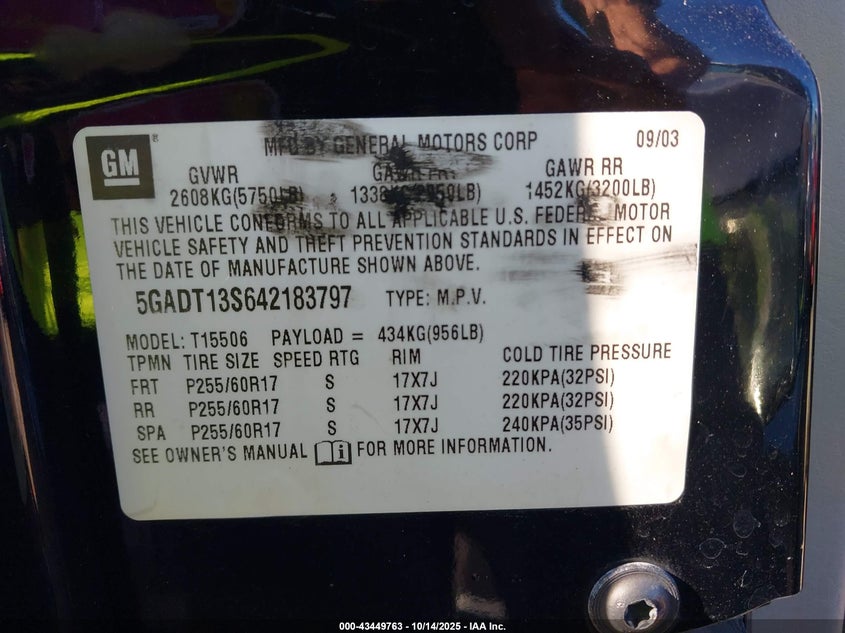 GM ®
MFD BY GENERAL MOTORS CORP 09/03
GVWR GAWR FRT GAWR RR
2608KG(5750LB) 1338KG(2950LB) 1452KG(3200LB)
THIS VEHICLE CONFORMS TO ALL APPLICABLE U.S. FEDERAL MOTOR
VEHICLE SAFETY AND THEFT PREVENTION STANDARDS IN EFFECT ON
THE DATE OF MANUFACTURE SHOWN ABOVE.
5GADT13S642183797 TYPE: M.P.V.
MODEL: T15506 PAYLOAD = 434KG(956LB)
TPMN TIRE SIZE SPEED RTG RIM COLD TIRE PRESSURE
FRT P255/60R17 S 17X7J 220KPA(32PSI)
RR P255/60R17 S 17X7J 220KPA(32PSI)
SPA P255/60R17 S 17X7J 240KPA(35PSI)
SEE OWNER'S MANUAL i FOR MORE INFORMATION.
000-43449763 - 10/14/2025 - IAA Inc.